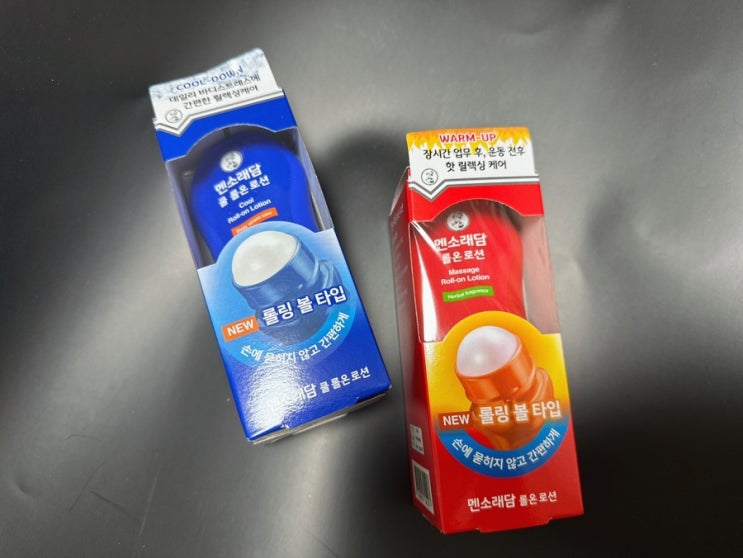 COOL DOWN
데일리 바디스트레스에
간편한 릴렉싱케어
멘소래담
쿨 롤온 로션
Cool
Roll-on Lotion
NEW 롤링 볼 타입
손에 묻히지 않고 간편하게
멘소래담 쿨 롤온 로션
WARM-UP
장시간 업무 후, 운동 전후
핫 릴렉싱 케어
멘소래담
롤온 로션
Massage
Roll-on Lotion
Herbal fragrance
NEW 롤링 볼 타입
손에 묻히지 않고 간편하게
멘소래담 롤온 로션